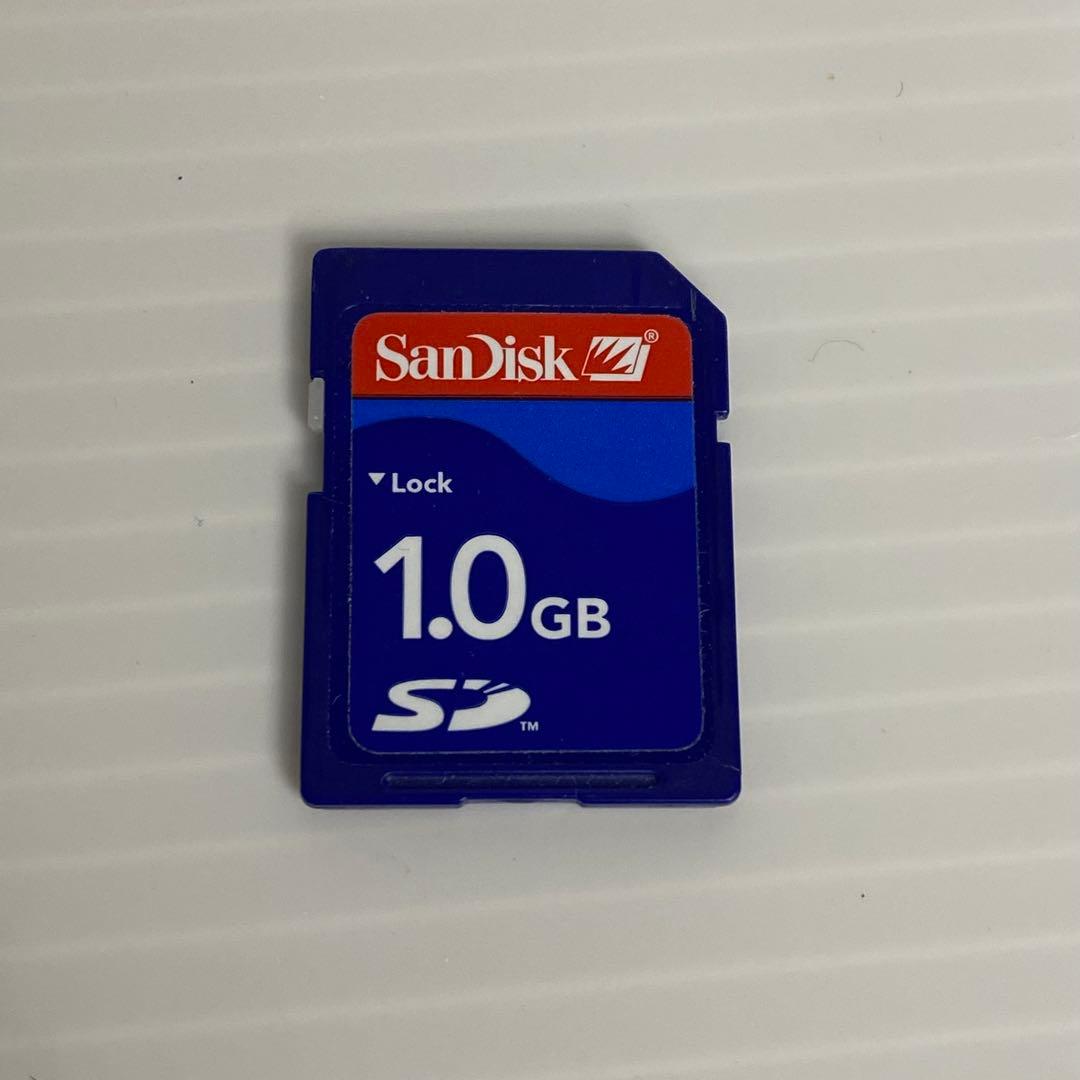 SanDisk ®
▼Lock
1.0GB
SD™